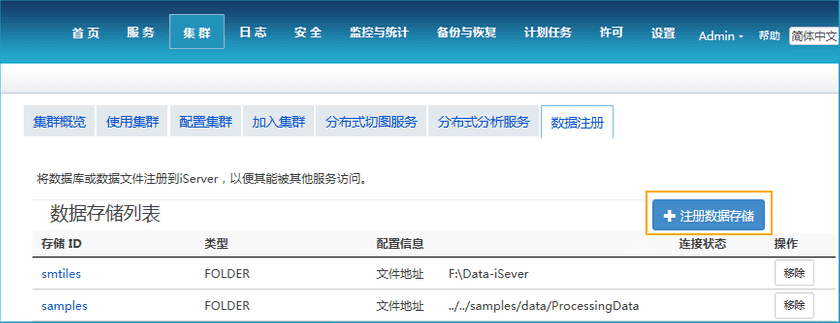 首页 服务 集群 日志 安全 监控与统计 备份与恢复 计划任务 许可 设置 Admin 帮助 简体中文
集群概览 使用集群 配置集群 加入集群 分布式切图服务 分布式分析服务 数据注册
将数据库或数据文件注册到iServer，以便其能被其他服务访问。
数据存储列表 注册数据存储
存储 ID 类型 配置信息 连接状态 操作
smtiles FOLDER 文件地址 F:\Data-iSever 移除
samples FOLDER 文件地址 ../../samples/data/ProcessingData 移除